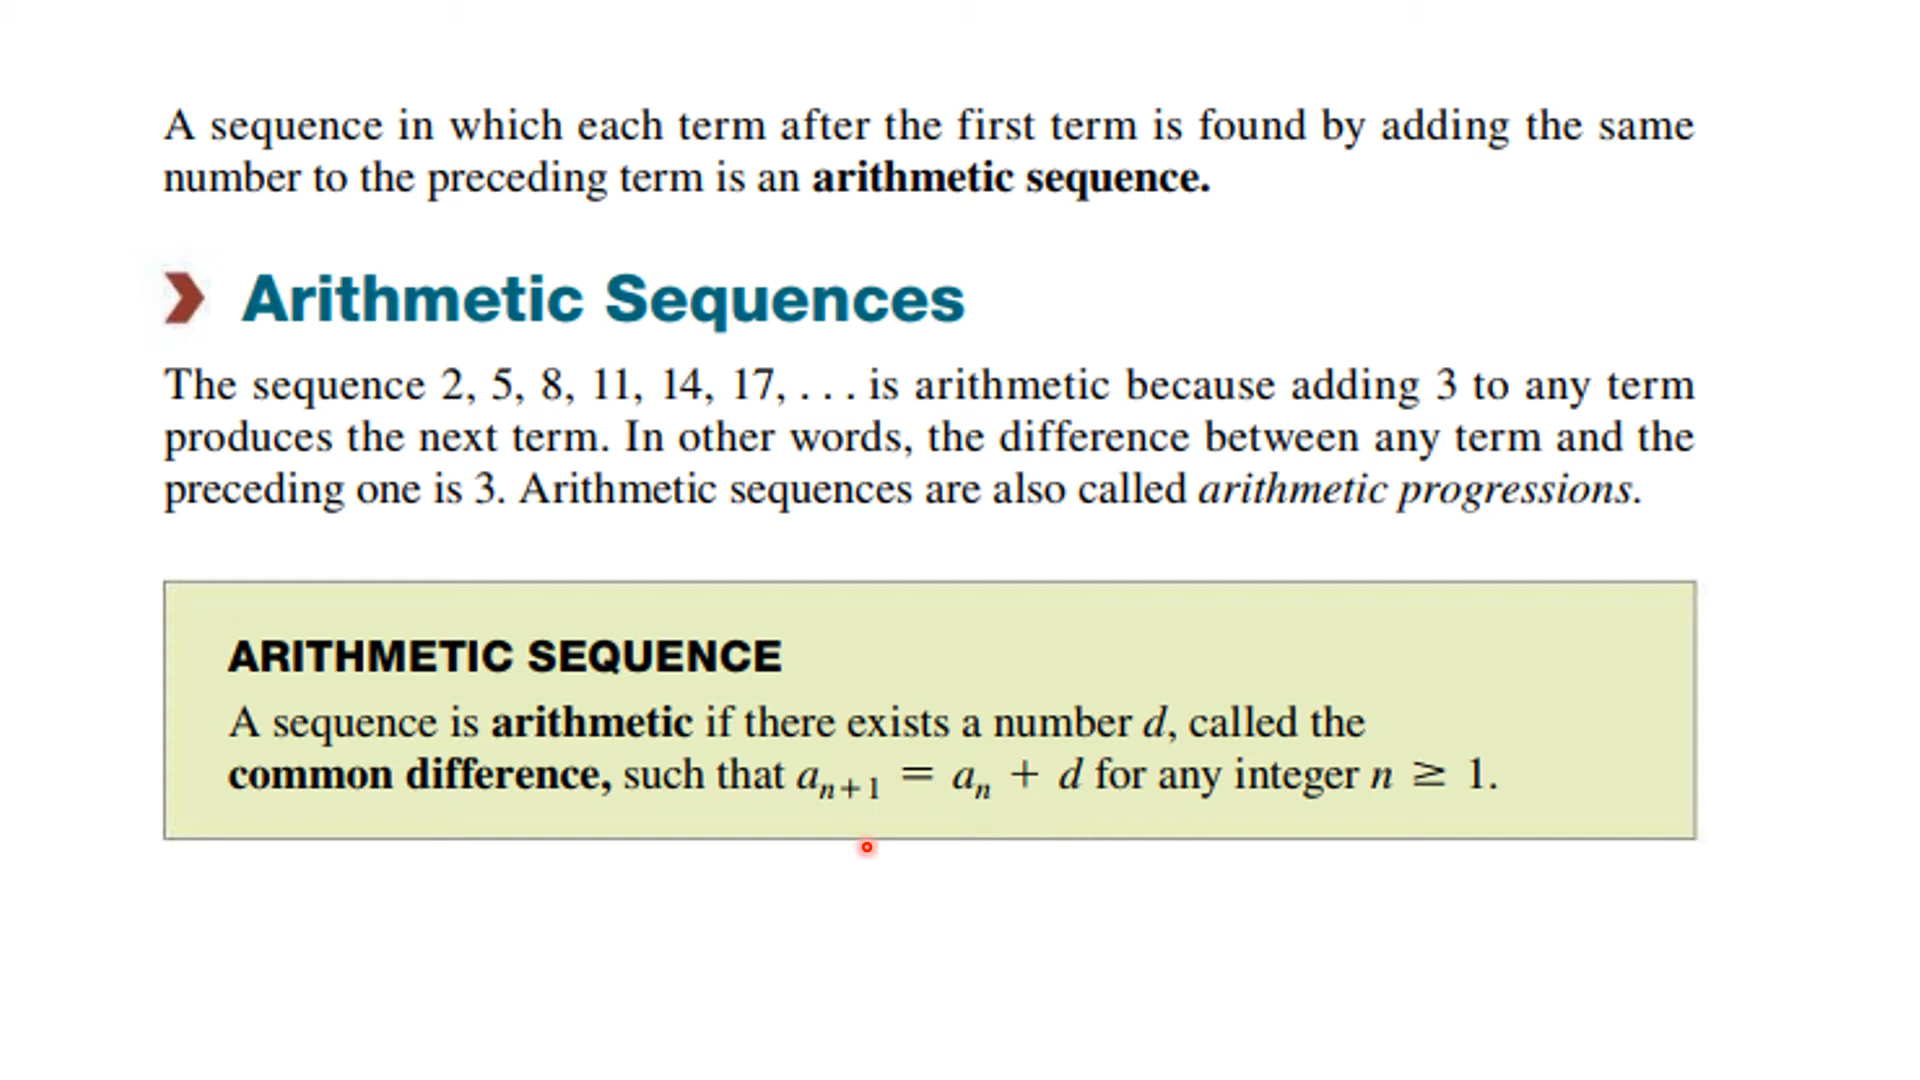 A sequence in which each term after the first term is found by adding the same
number to the preceding term is an arithmetic sequence.
Arithmetic Sequences
The sequence 2, 5, 8, 11, 14, 17, . . . is arithmetic because adding 3 to any term
produces the next term. In other words, the difference between any term and the
preceding one is 3. Arithmetic sequences are also called arithmetic progressions.
ARITHMETIC SEQUENCE
A sequence is arithmetic if there exists a number d, called the
common difference, such that aₙ₊₁ = aₙ + d for any integer n ≥ 1.